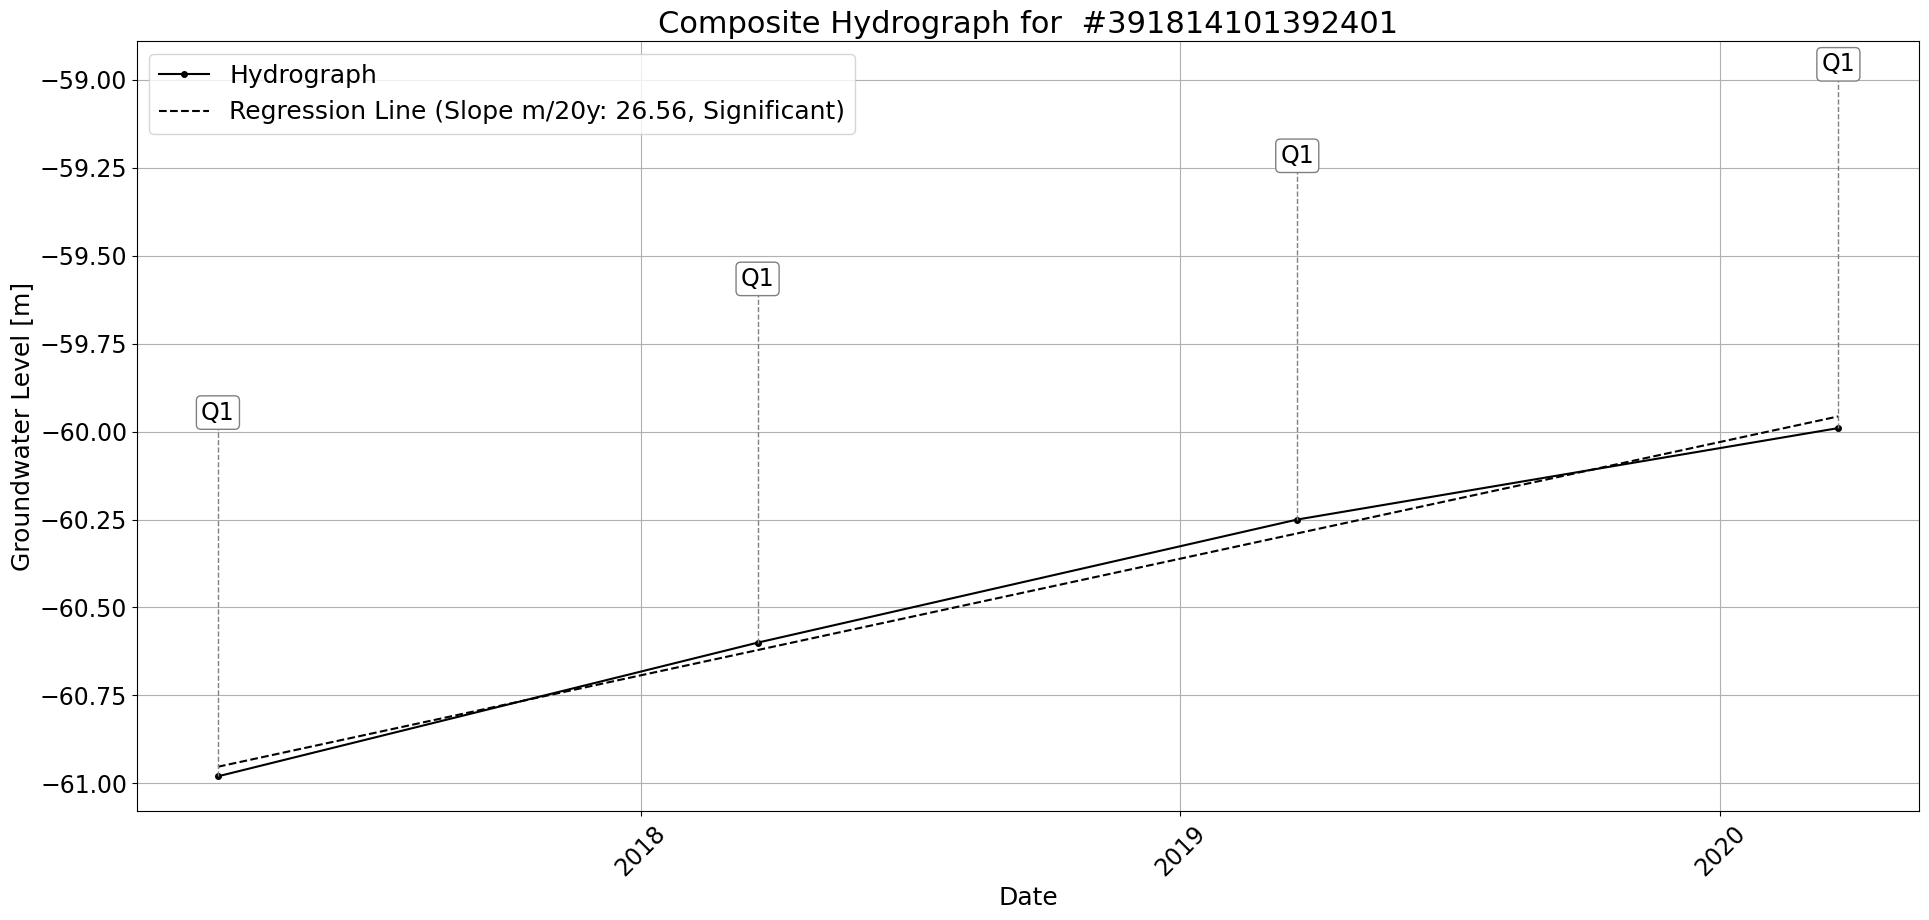 Composite Hydrograph for  #391814101392401
Hydrograph
Regression Line (Slope m/20y: 26.56, Significant)
Q1
Q1
Q1
Q1
Groundwater Level [m]
−59.00
−59.25
−59.50
−59.75
−60.00
−60.25
−60.50
−60.75
−61.00
2018
2019
2020
Date